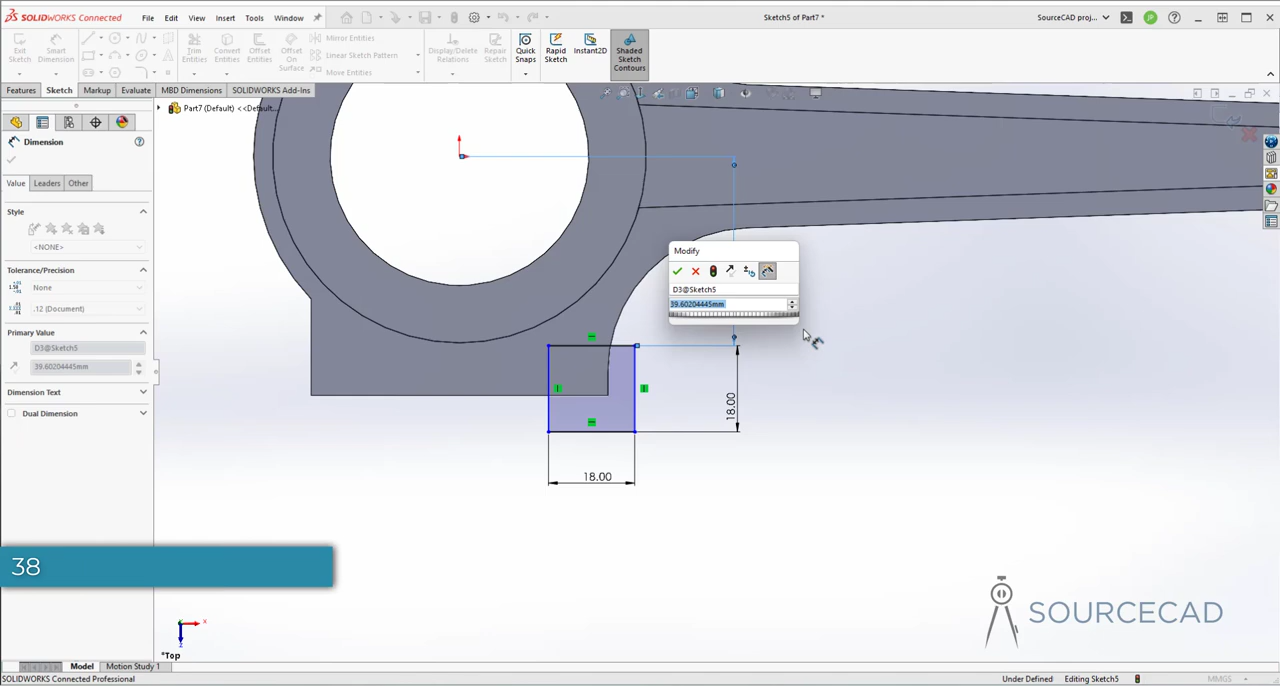 SOLIDWORKS Connected
File Edit View Insert Tools Window
Sketch5 of Part7 *
SourceCAD proj...
JP
Exit Sketch
Smart Dimension
Trim Entities
Convert Entities
Offset Entities
Offset On Surface
Mirror Entities
Linear Sketch Pattern
Move Entities
Display/Delete Relations
Repair Sketch
Quick Snaps
Rapid Sketch
Instant2D
Shaded Sketch Contours
Features Sketch Markup Evaluate MBD Dimensions SOLIDWORKS Add-Ins
Part7 (Default) <<Default...
Dimension
Value Leaders Other
Style
<NONE>
Tolerance/Precision
None
.12 (Document)
Primary Value
D3@Sketch5
39.60204445mm
Dimension Text
Dual Dimension
Modify
D3@Sketch5
39.60204445mm
18.00
18.00
38
SOURCECAD
*Top
Model Motion Study 1
SOLIDWORKS Connected Professional
Under Defined Editing Sketch5 MMGS